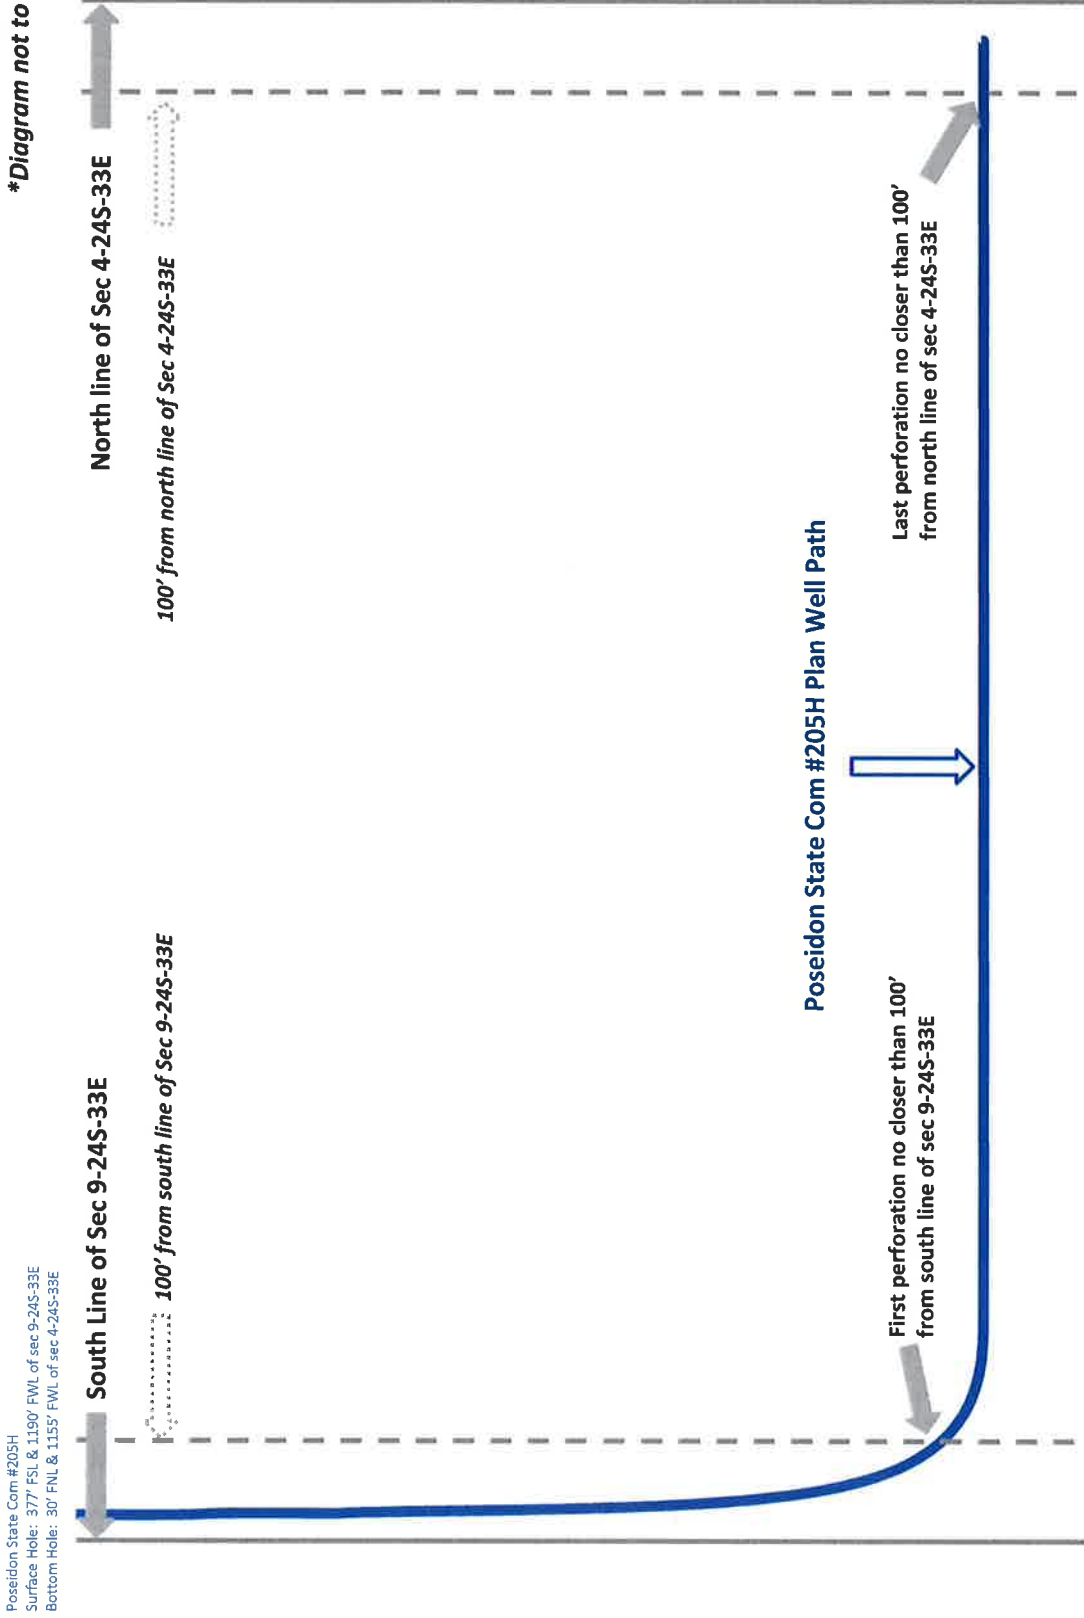 Poseidon State Com #205H
Surface Hole: 377' FSL & 1190' FWL of sec 9-24S-33E
Bottom Hole: 30' FNL & 1155' FWL of sec 4-24S-33E
*Diagram not to
South Line of Sec 9-24S-33E
North line of Sec 4-24S-33E
100' from south line of Sec 9-24S-33E
100' from north line of Sec 4-24S-33E
Poseidon State Com #205H Plan Well Path
First perforation no closer than 100'
from south line of sec 9-24S-33E
Last perforation no closer than 100'
from north line of sec 4-24S-33E